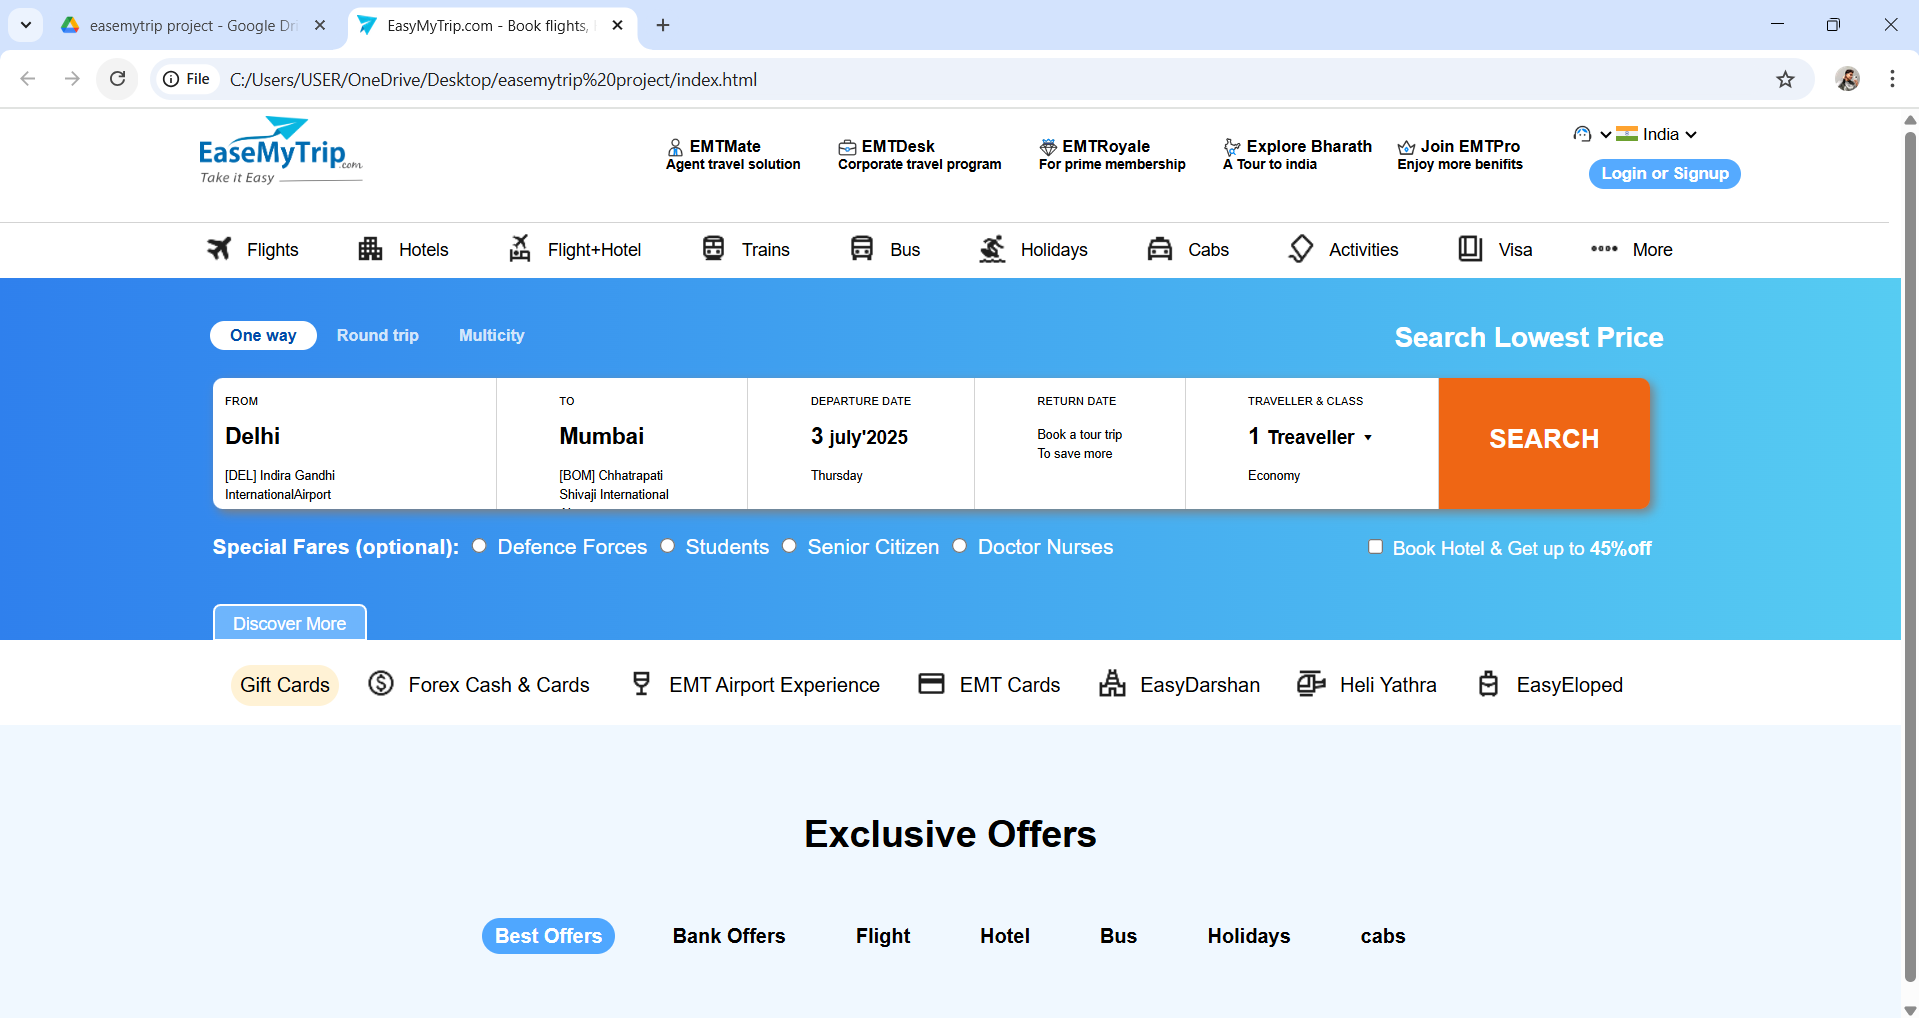 easemytrip project - Google Dri
EasyMyTrip.com - Book flights,
File
C:/Users/USER/OneDrive/Desktop/easemytrip%20project/index.html
EaseMyTrip.com
Take it Easy
EMTMate
Agent travel solution
EMTDesk
Corporate travel program
EMTRoyale
For prime membership
Explore Bharath
A Tour to india
Join EMTPro
Enjoy more benifits
India
Login or Signup
Flights
Hotels
Flight+Hotel
Trains
Bus
Holidays
Cabs
Activities
Visa
More
One way
Round trip
Multicity
Search Lowest Price
FROM
Delhi
[DEL] Indira Gandhi
InternationalAirport
TO
Mumbai
[BOM] Chhatrapati
Shivaji International
DEPARTURE DATE
3 july'2025
Thursday
RETURN DATE
Book a tour trip
To save more
TRAVELLER & CLASS
1 Treaveller
Economy
SEARCH
Special Fares (optional):
Defence Forces
Students
Senior Citizen
Doctor Nurses
Book Hotel & Get up to 45%off
Discover More
Gift Cards
Forex Cash & Cards
EMT Airport Experience
EMT Cards
EasyDarshan
Heli Yathra
EasyEloped
Exclusive Offers
Best Offers
Bank Offers
Flight
Hotel
Bus
Holidays
cabs